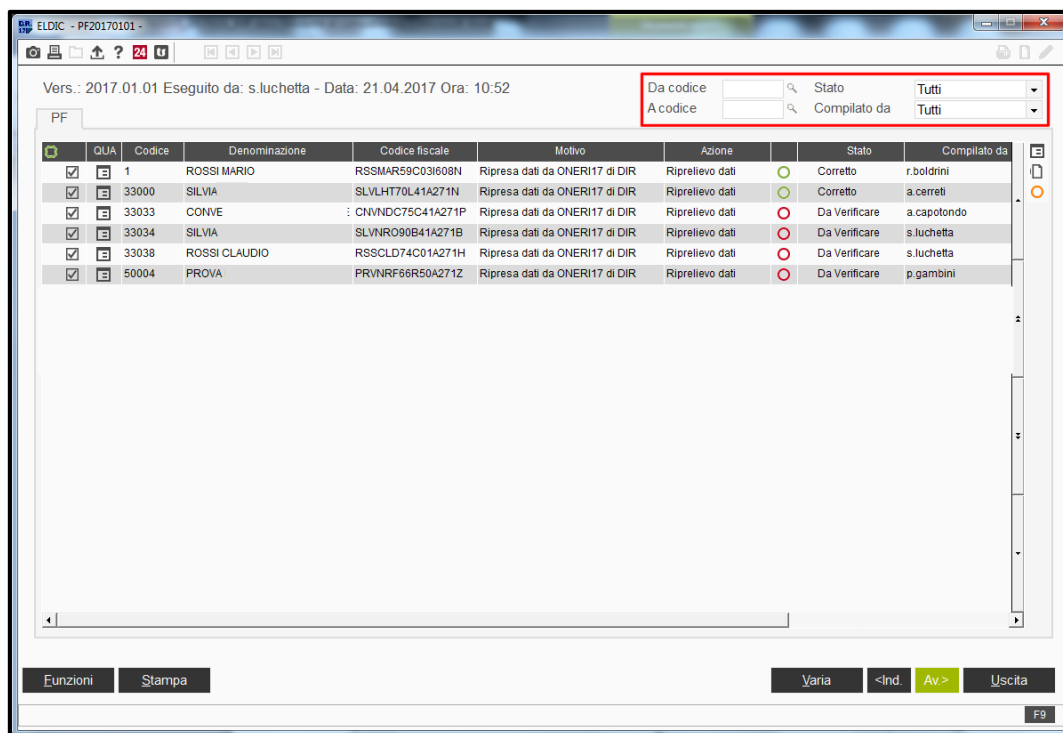 ELDIC - PF20170101 -
? 24
Vers.: 2017.01.01 Eseguito da: s.luchetta - Data: 21.04.2017 Ora: 10:52
Da codice Stato Tutti
A codice Compilato da Tutti
PF
QUA Codice Denominazione Codice fiscale Motivo Azione Stato Compilato da
1 ROSSI MARIO RSSMAR59C03I608N Ripresa dati da ONERI17 di DIR Riprelievo dati Corretto r.boldrini
33000 SILVIA SLVLHT70L41A271N Ripresa dati da ONERI17 di DIR Riprelievo dati Corretto a.cerreti
33033 CONVE CNVNDC75C41A271P Ripresa dati da ONERI17 di DIR Riprelievo dati Da Verificare a.capotondo
33034 SILVIA SLVNRO90B41A271B Ripresa dati da ONERI17 di DIR Riprelievo dati Da Verificare s.luchetta
33038 ROSSI CLAUDIO RSSCLD74C01A271H Ripresa dati da ONERI17 di DIR Riprelievo dati Da Verificare s.luchetta
50004 PROVA PRVNRF66R50A271Z Ripresa dati da ONERI17 di DIR Riprelievo dati Da Verificare p.gambini
Funzioni Stampa Varia <Ind. Av.> Uscita
F9